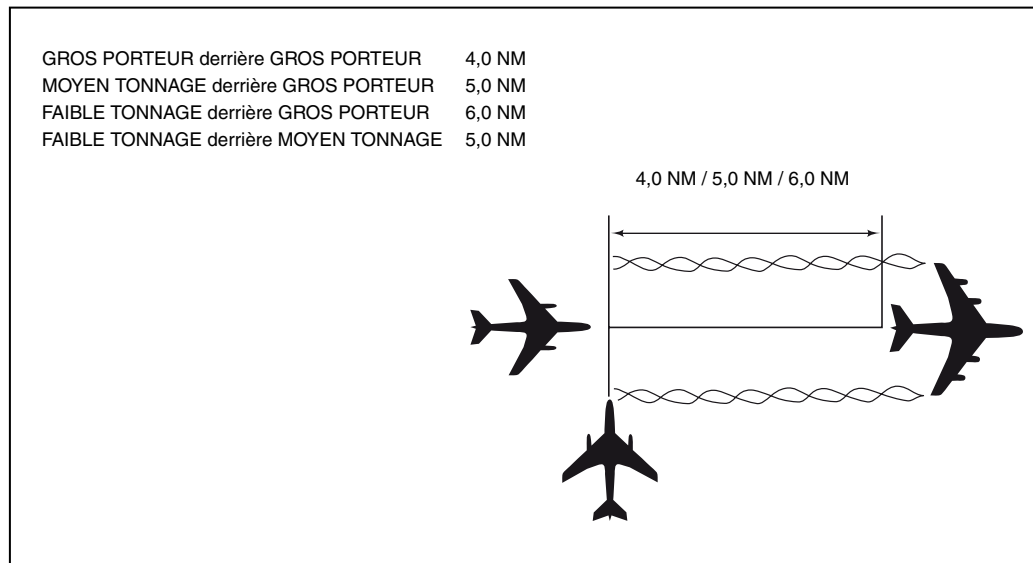 GROS PORTEUR derrière GROS PORTEUR 4,0 NM
MOYEN TONNAGE derrière GROS PORTEUR 5,0 NM
FAIBLE TONNAGE derrière GROS PORTEUR 6,0 NM
FAIBLE TONNAGE derrière MOYEN TONNAGE 5,0 NM
4,0 NM / 5,0 NM / 6,0 NM